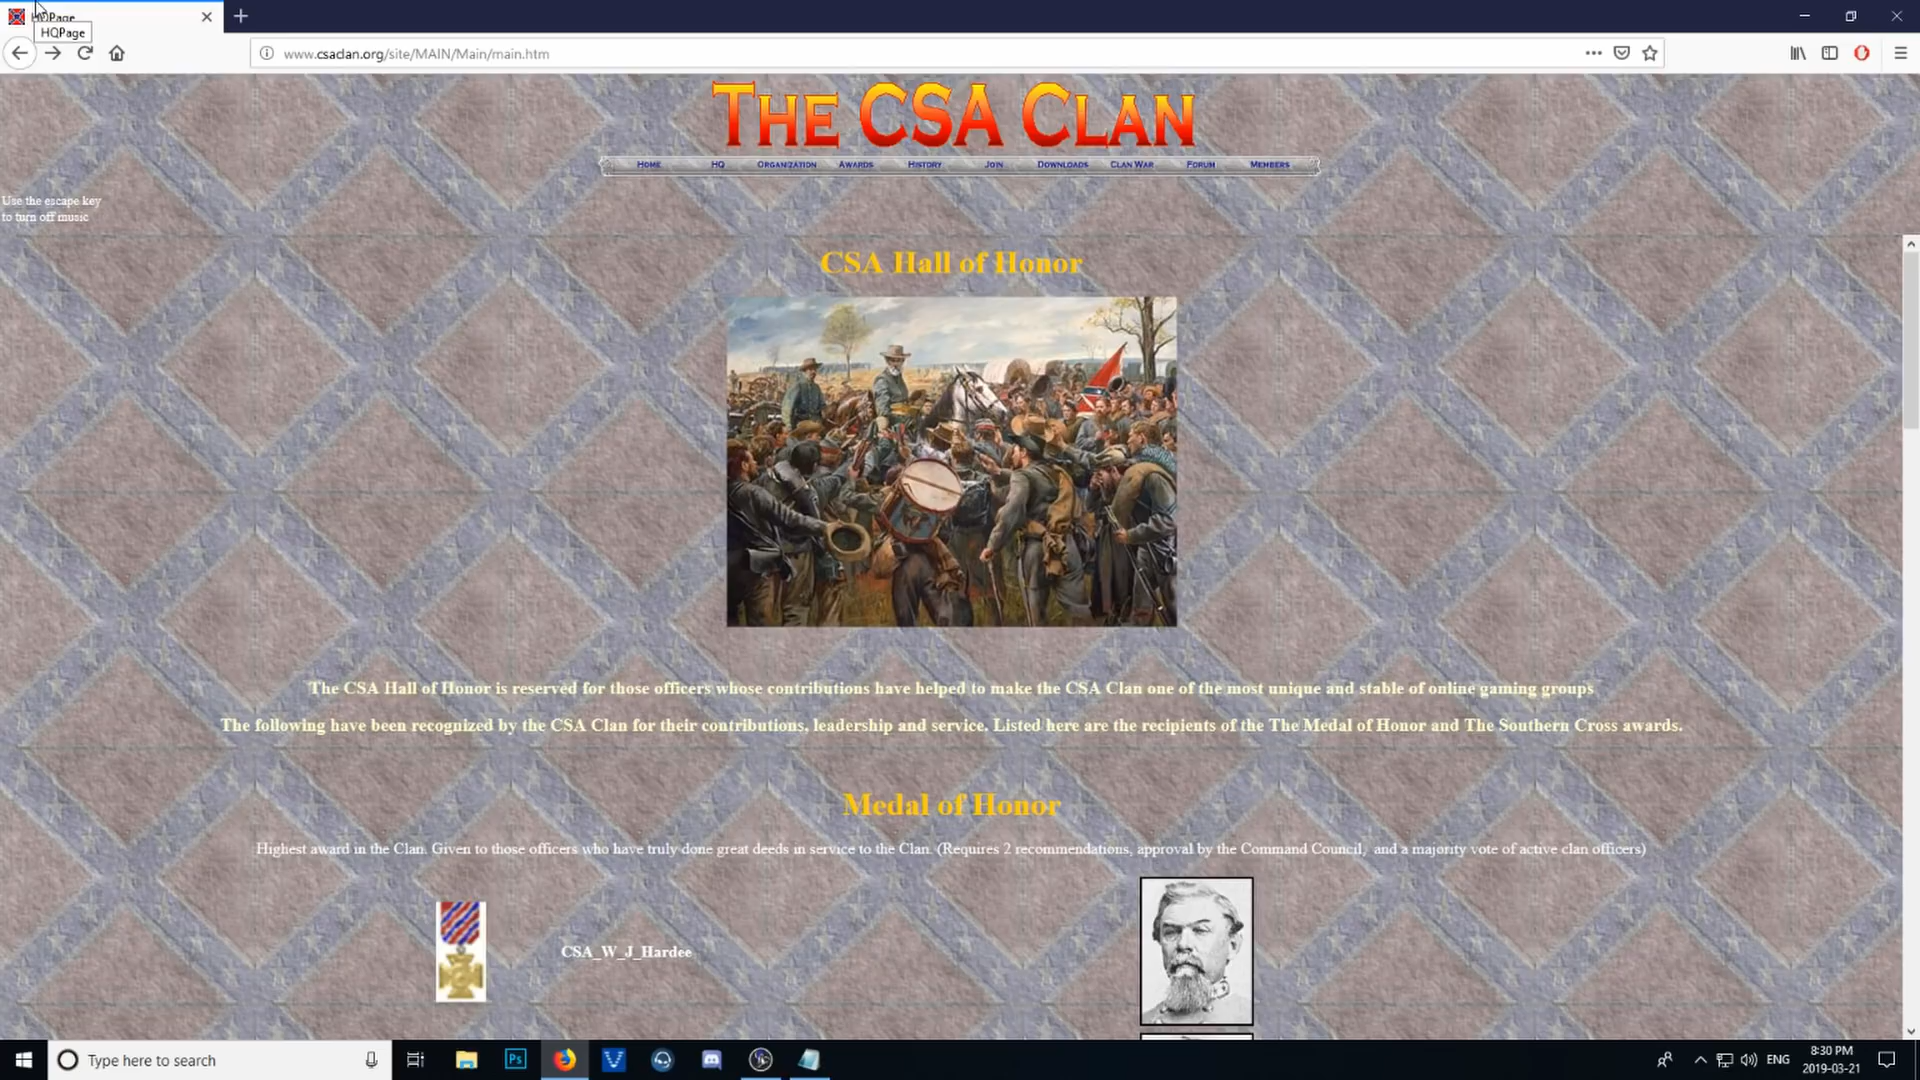 HQPage
HQPage
www.csaclan.org/site/MAIN/Main/main.htm
THE CSA CLAN
HOME HQ ORGANIZATION AWARDS HISTORY JOIN DOWNLOADS CLAN WAR FORUM MEMBERS
Use the escape key
to turn off music
CSA Hall of Honor
The CSA Hall of Honor is reserved for those officers whose contributions have helped to make the CSA Clan one of the most unique and stable of online gaming groups
The following have been recognized by the CSA Clan for their contributions, leadership and service. Listed here are the recipients of the The Medal of Honor and The Southern Cross awards.
Medal of Honor
Highest award in the Clan. Given to those officers who have truly done great deeds in service to the Clan. (Requires 2 recommendations, approval by the Command Council, and a majority vote of active clan officers)
CSA_W_J_Hardee
Type here to search
Ps
ENG
8:30 PM
2019-03-21